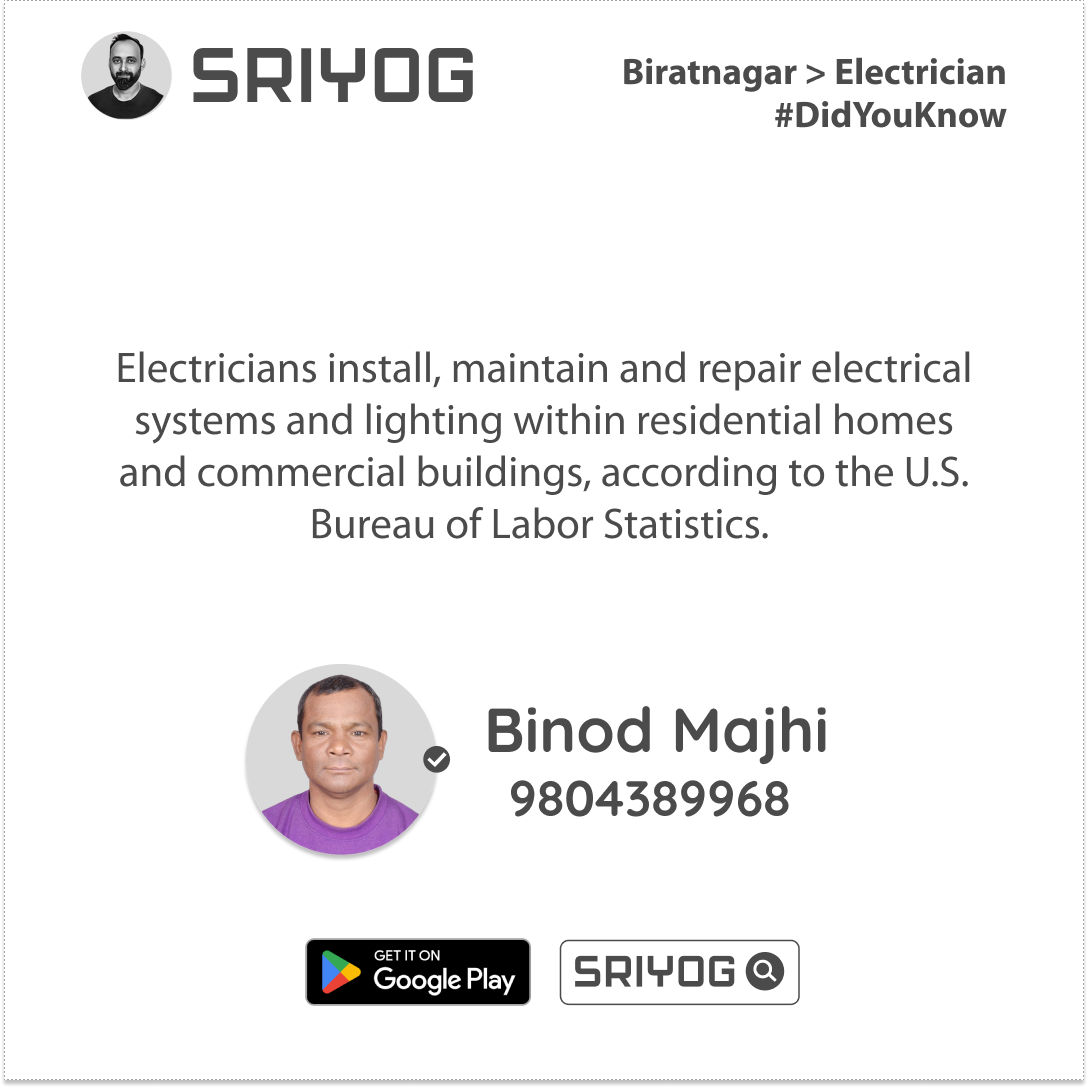 SRIYOG
Biratnagar > Electrician
#DidYouKnow
Electricians install, maintain and repair electrical
systems and lighting within residential homes
and commercial buildings, according to the U.S.
Bureau of Labor Statistics.
Binod Majhi
9804389968
GET IT ON
Google Play
SRIYOG